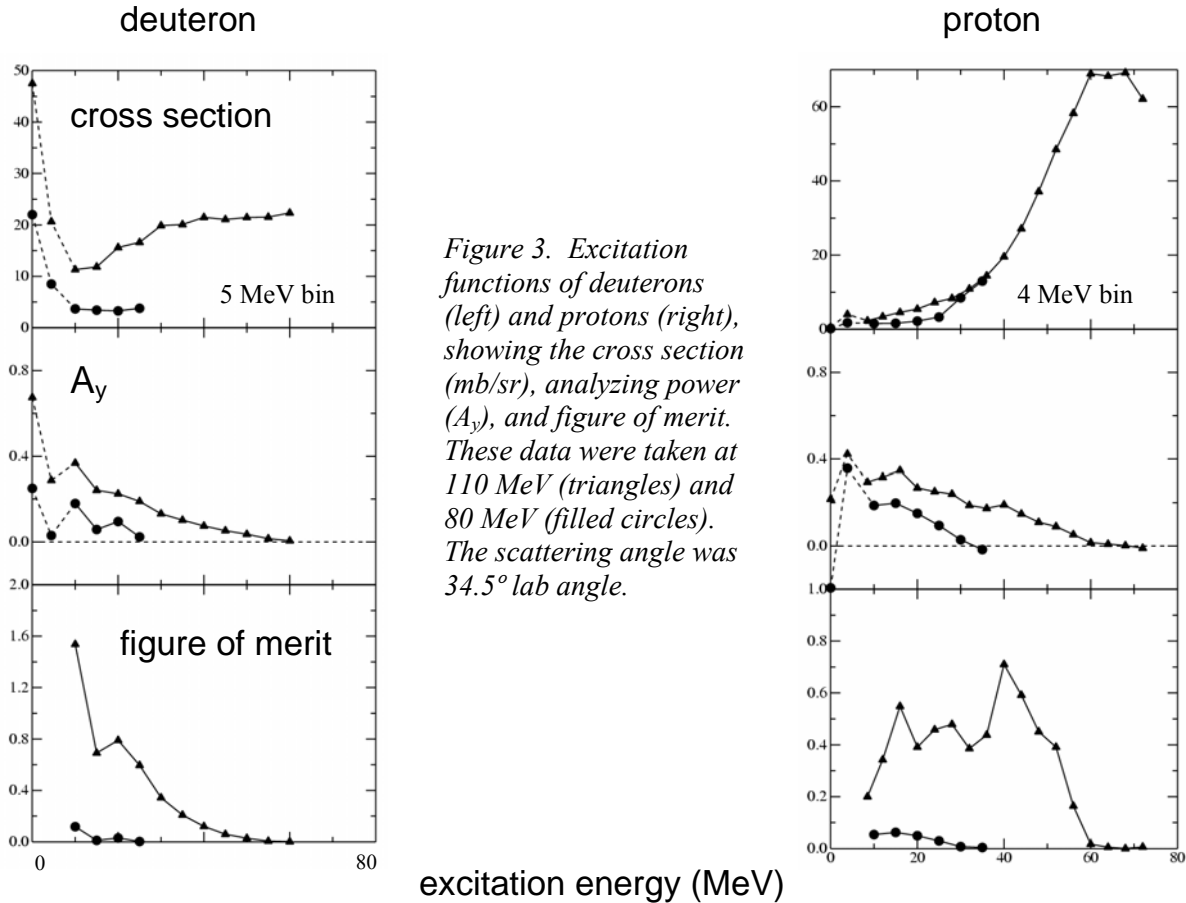 deuteron
proton
50
40
30
20
10
0
cross section
5 MeV bin
0.8
0.4
0.0
A_y
2.0
1.6
1.2
0.8
0.4
0.0
figure of merit
0
80
Figure 3. Excitation
functions of deuterons
(left) and protons (right),
showing the cross section
(mb/sr), analyzing power
(A_y), and figure of merit.
These data were taken at
110 MeV (triangles) and
80 MeV (filled circles).
The scattering angle was
34.5º lab angle.
60
40
20
0
4 MeV bin
0.8
0.4
0.0
1.0
0.8
0.6
0.4
0.2
0.0
0
20
40
60
80
excitation energy (MeV)